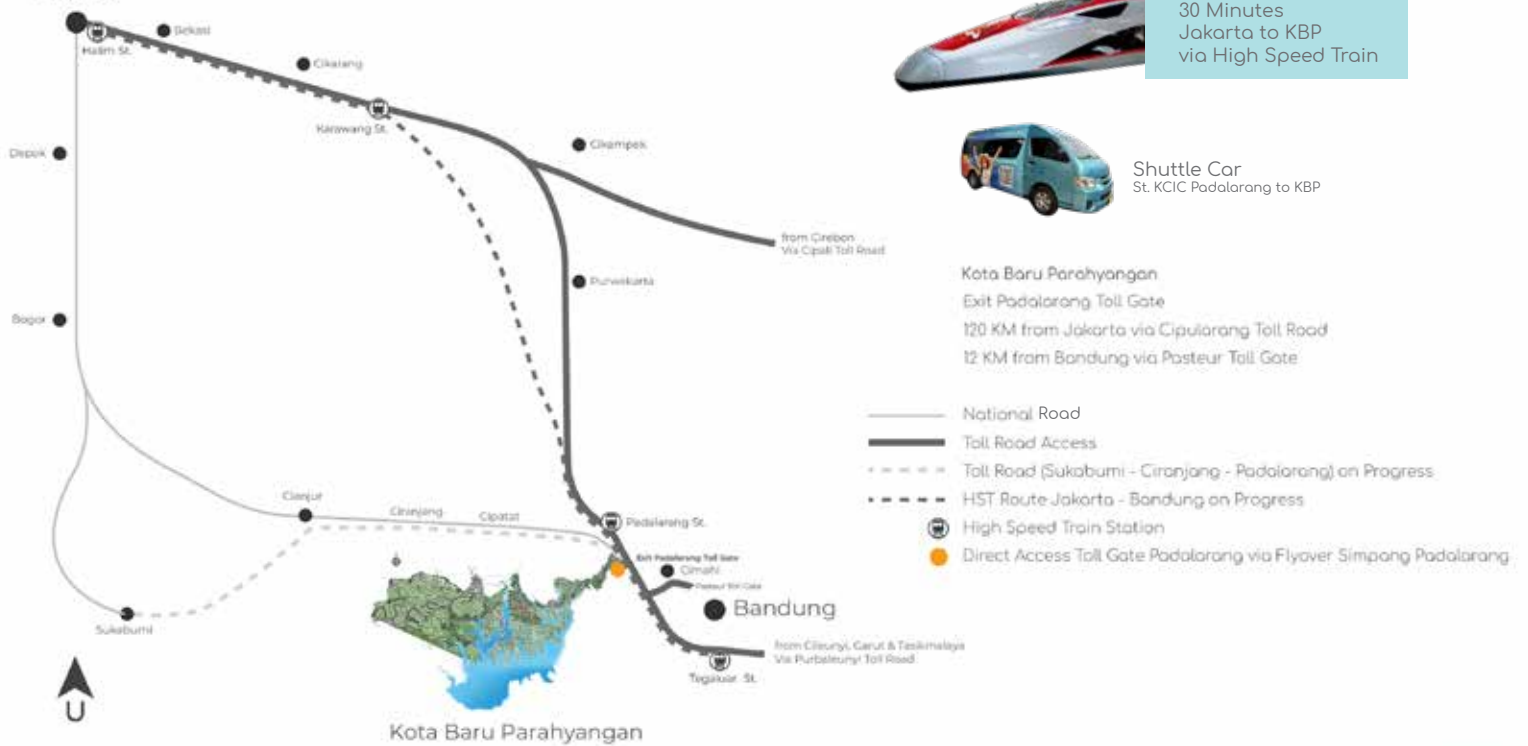 Halim St.
Bekasi
Cikarang
Karawang St.
Depok
Cikampek
from Cirebon
Via Cipali Toll Road
Purwakarta
Bogor
Cianjur
Ciranjang
Cipatat
Padalarang St.
Exit Padalarang Toll Gate
Cimahi
Pasteur Toll Gate
Bandung
Sukabumi
from Cileunyi, Garut & Tasikmalaya
Via Purbaleunyi Toll Road
Tegalluar St.
U
Kota Baru Parahyangan
30 Minutes
Jakarta to KBP
via High Speed Train
Shuttle Car
St. KCIC Padalarang to KBP
Kota Baru Parahyangan
Exit Padalarang Toll Gate
120 KM from Jakarta via Cipularang Toll Road
12 KM from Bandung via Pasteur Toll Gate
National Road
Toll Road Access
Toll Road (Sukabumi - Ciranjang - Padalarang) on Progress
HST Route Jakarta - Bandung on Progress
High Speed Train Station
Direct Access Toll Gate Padalarang via Flyover Simpang Padalarang